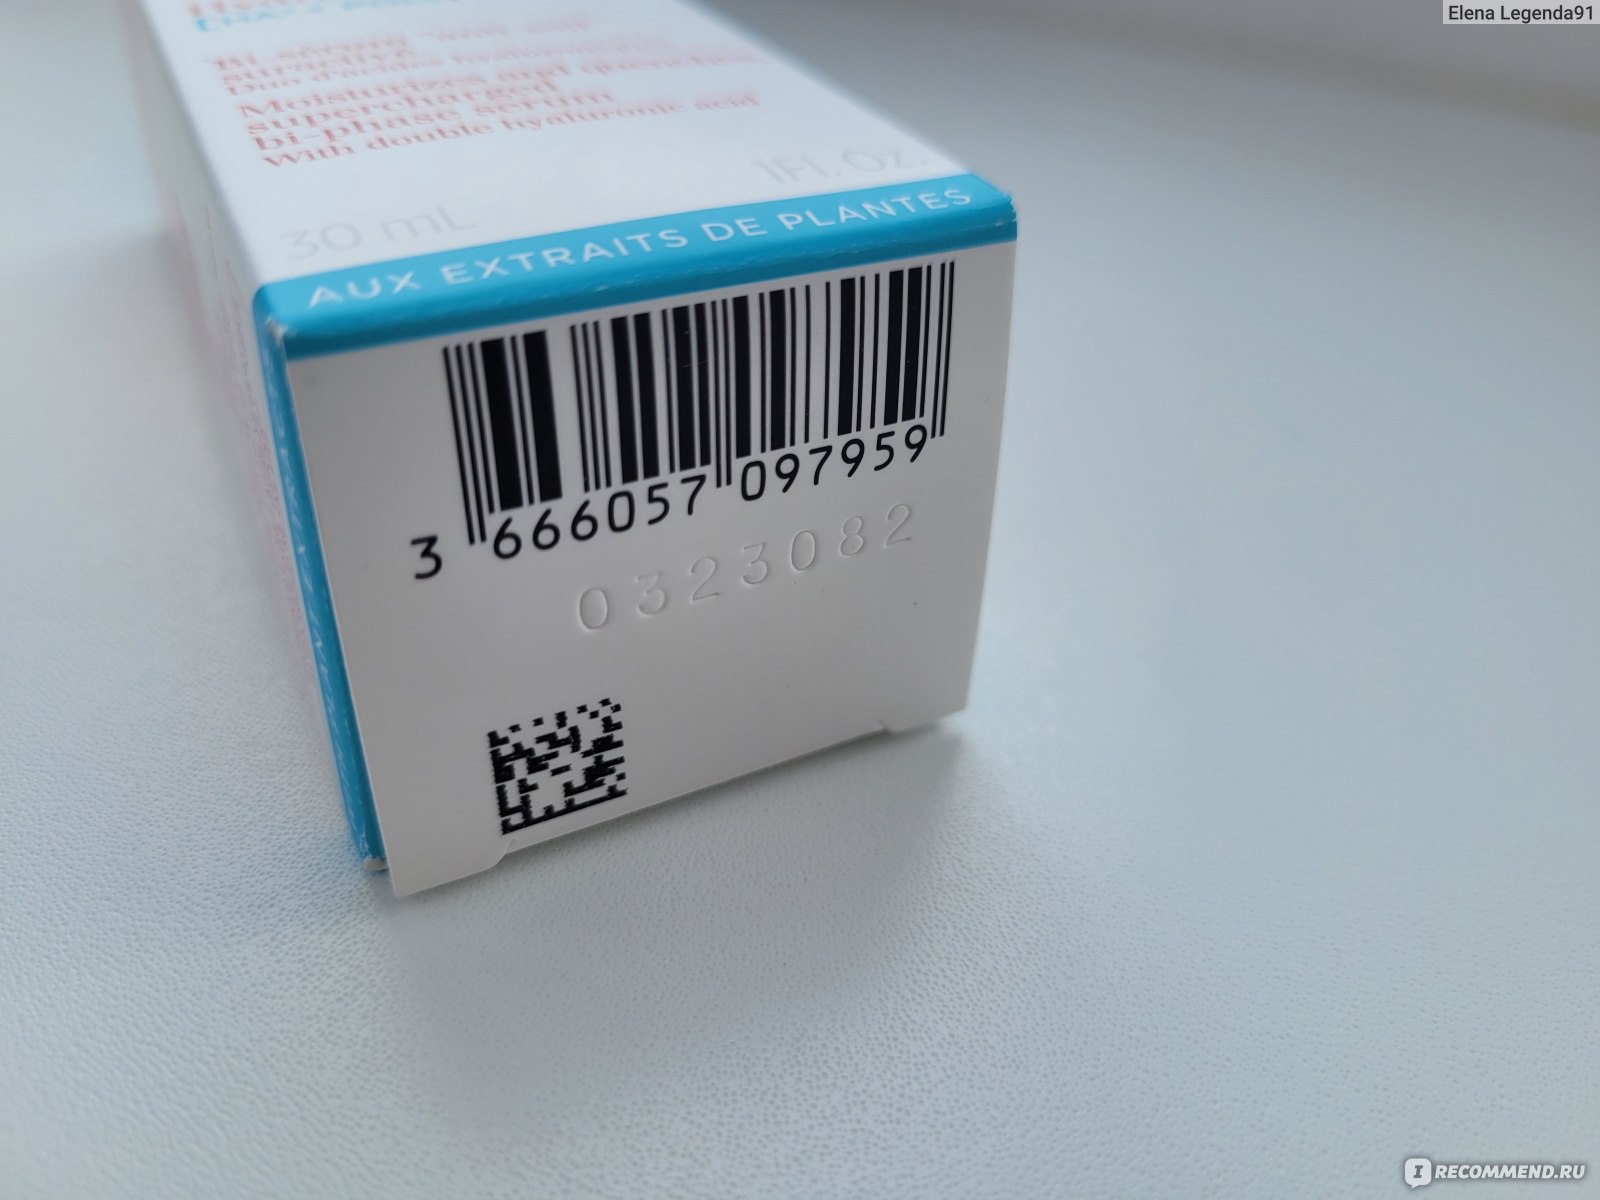 Elena Legenda91
Moisturizes and quenches,
supercharged
bi-phase serum
With double hyaluronic acid
30 mL
1Fl. Oz.
AUX EXTRAITS DE PLANTES
3 666057 097959
0323082
IRECOMMEND.RU